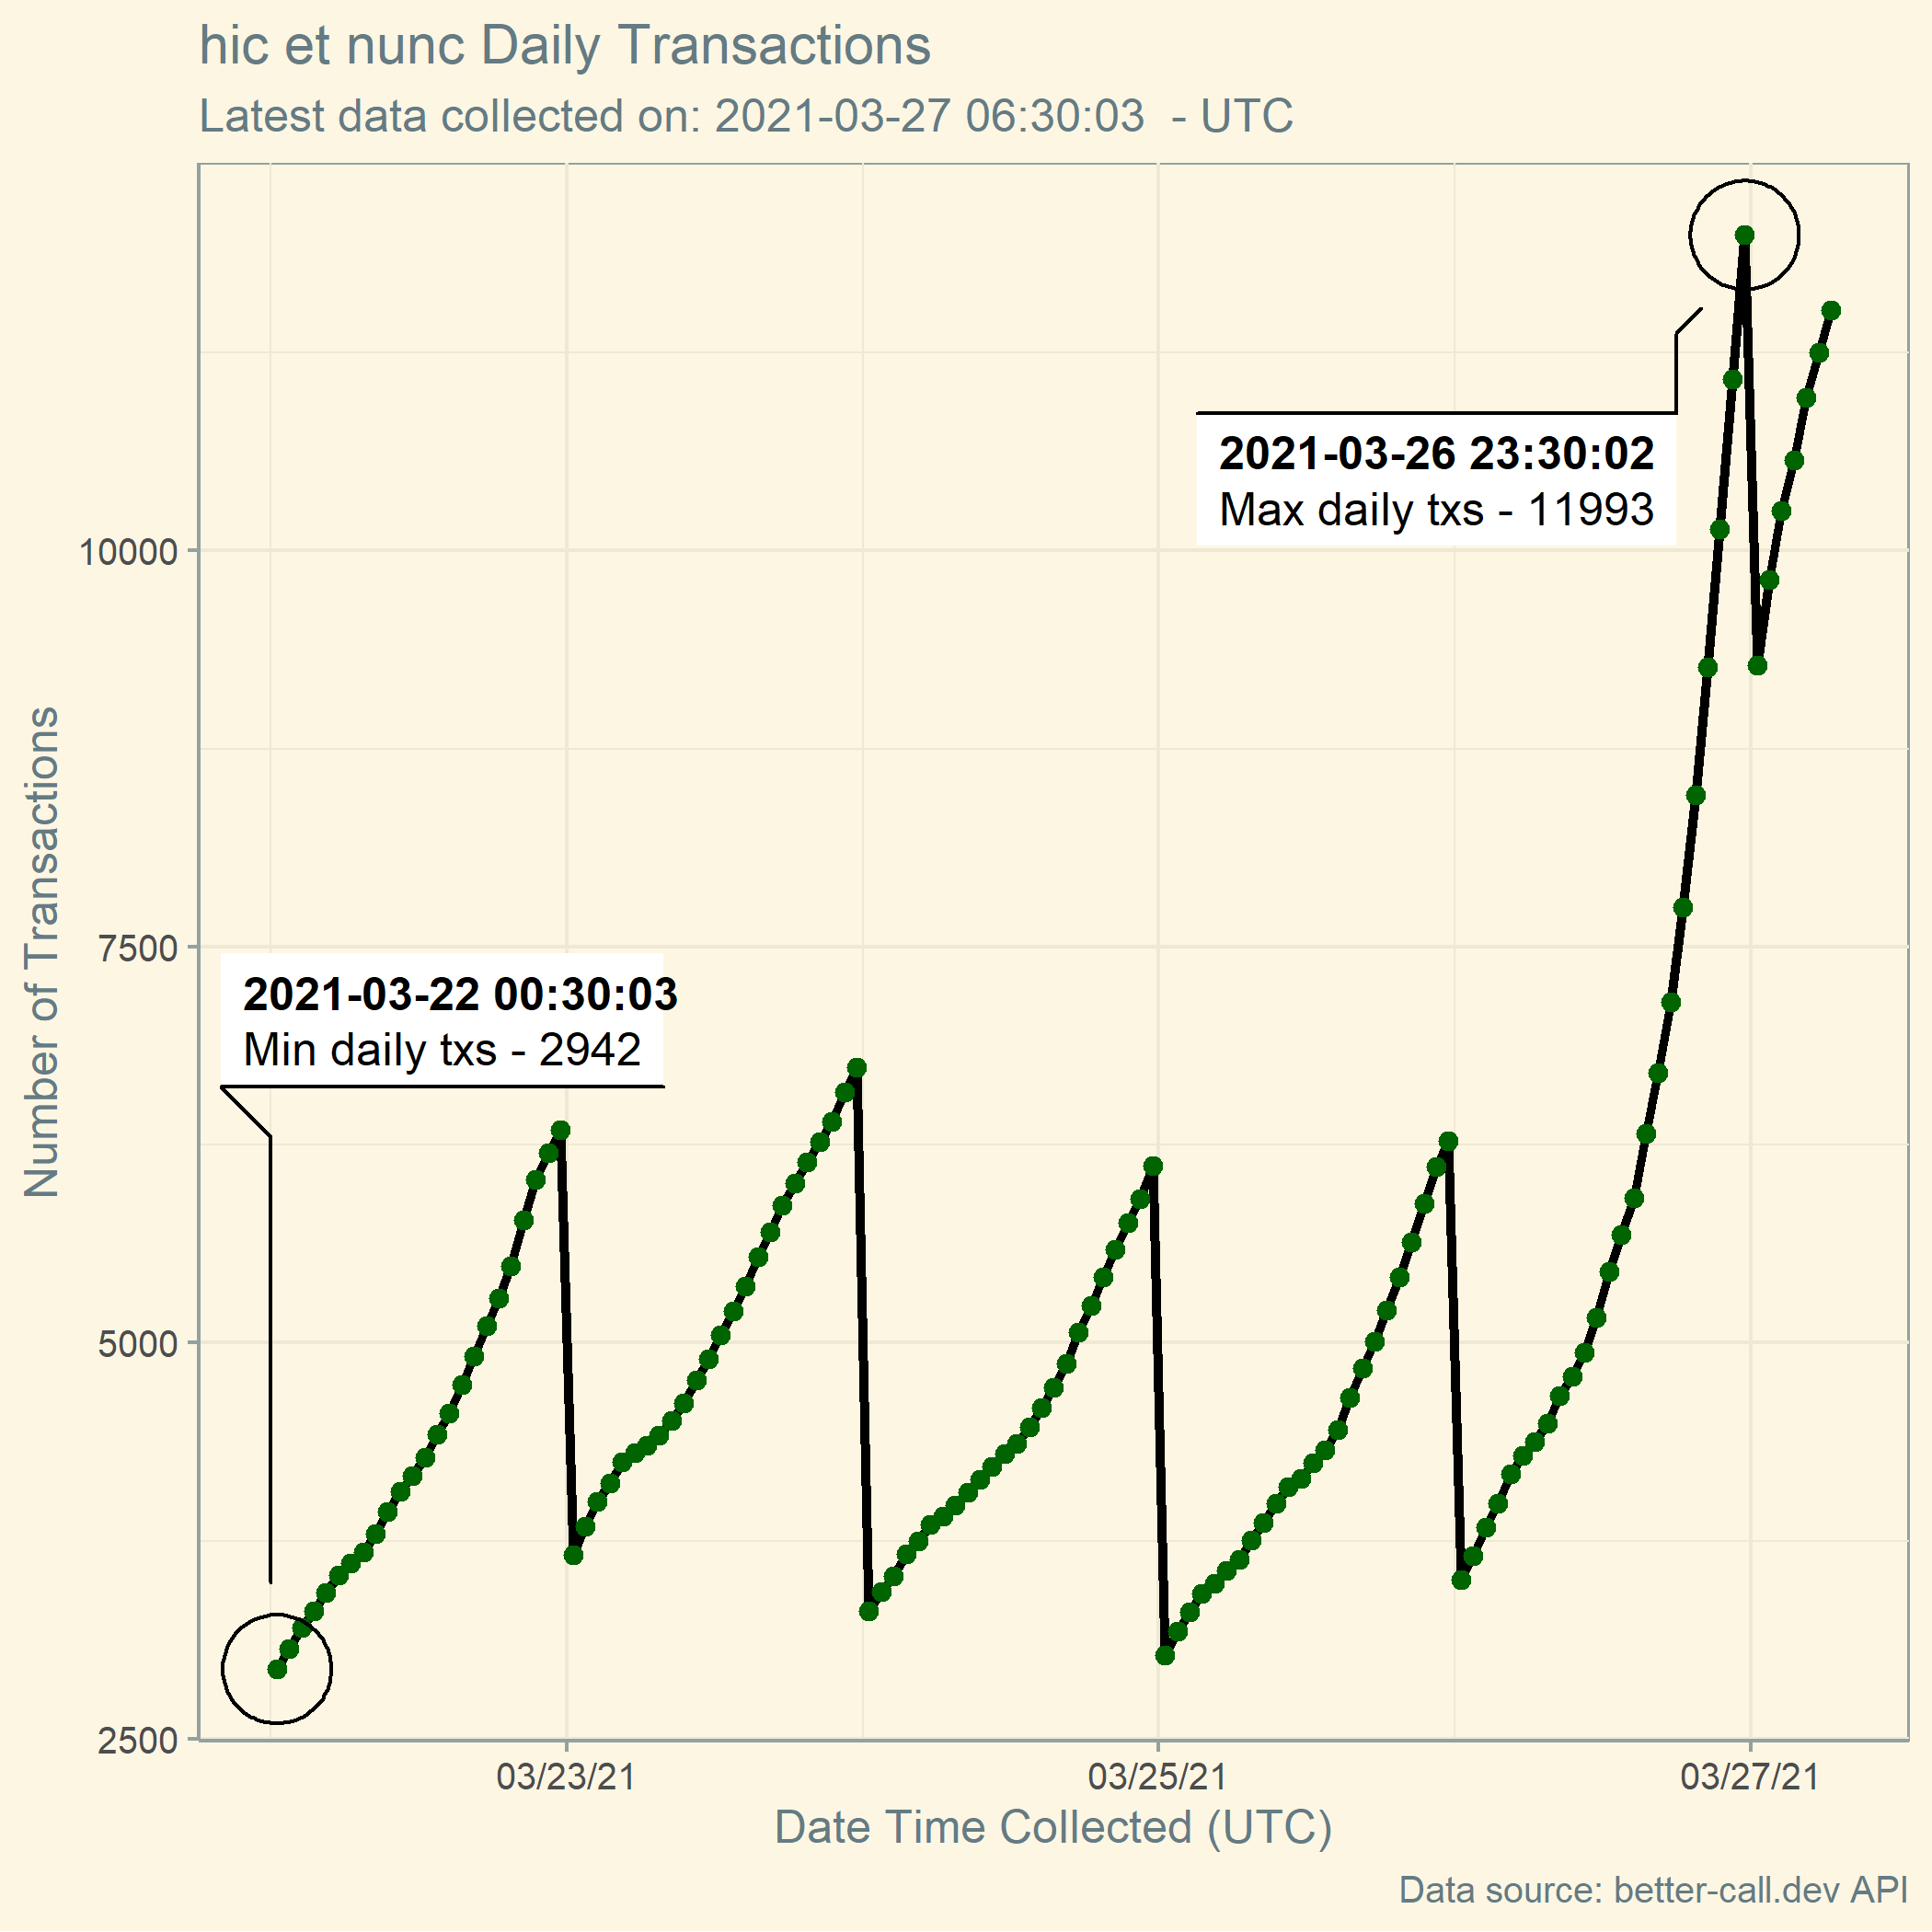 hic et nunc Daily Transactions
Latest data collected on: 2021-03-27 06:30:03  - UTC
2021-03-26 23:30:02
Max daily txs - 11993
2021-03-22 00:30:03
Min daily txs - 2942
Number of Transactions
10000
7500
5000
2500
03/23/21
03/25/21
03/27/21
Date Time Collected (UTC)
Data source: better-call.dev API